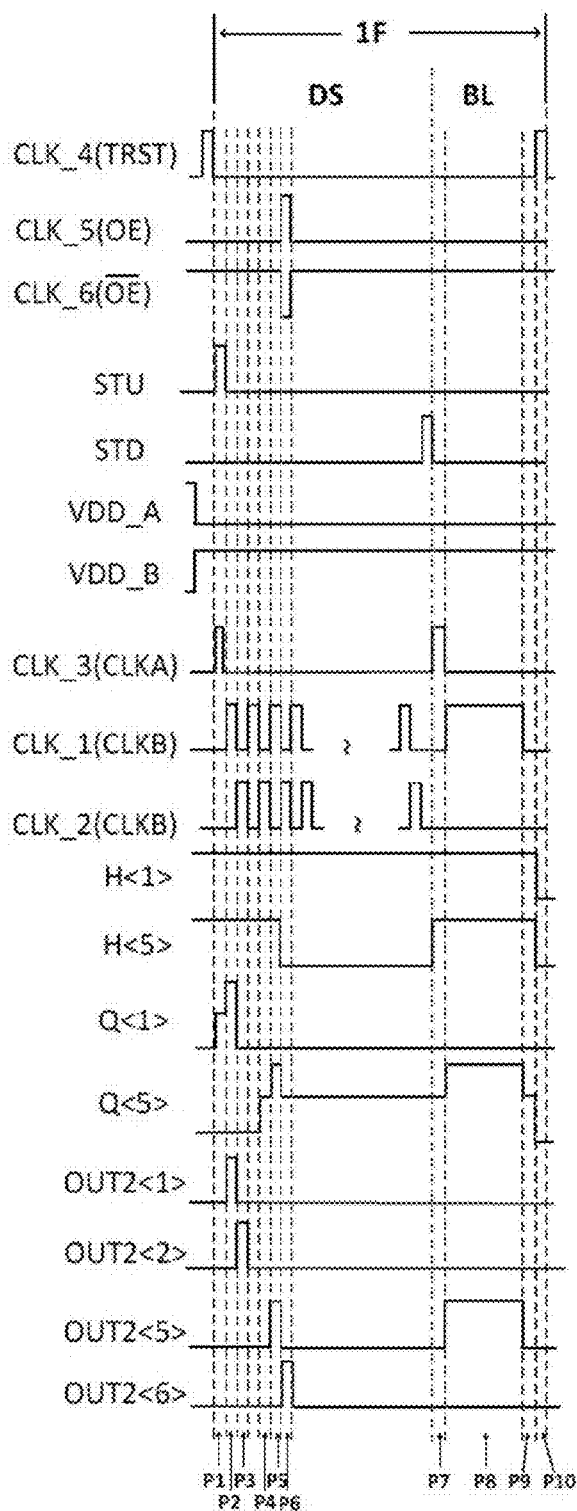 1F
DS BL
CLK_4(TRST)
CLK_5(OE)
CLK_6(O̅E̅)
STU
STD
VDD_A
VDD_B
CLK_3(CLKA)
CLK_1(CLKB)
CLK_2(CLKB)
H<1>
H<5>
Q<1>
Q<5>
OUT2<1>
OUT2<2>
OUT2<5>
OUT2<6>
P1 P3 P5 P7 P8 P9 P10
P2 P4 P6